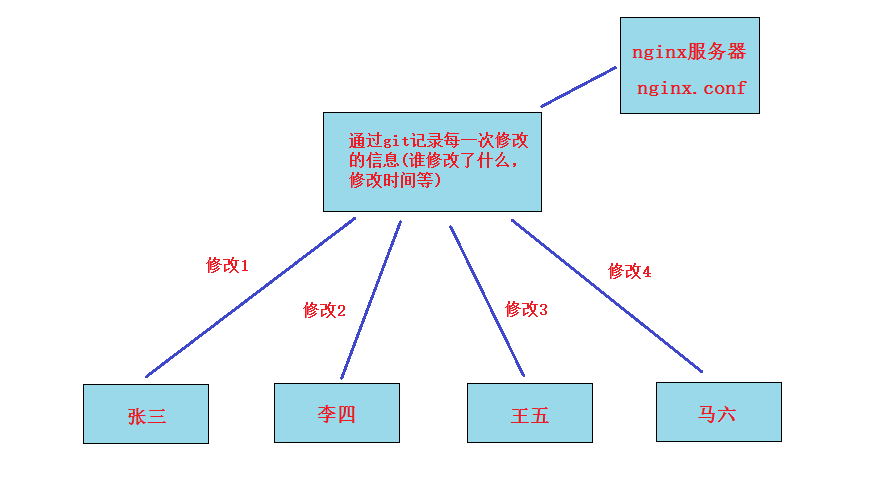 nginx服务器
nginx.conf
通过git记录每一次修改
的信息(谁修改了什么,
修改时间等)
修改1
修改2
修改3
修改4
张三
李四
王五
马六